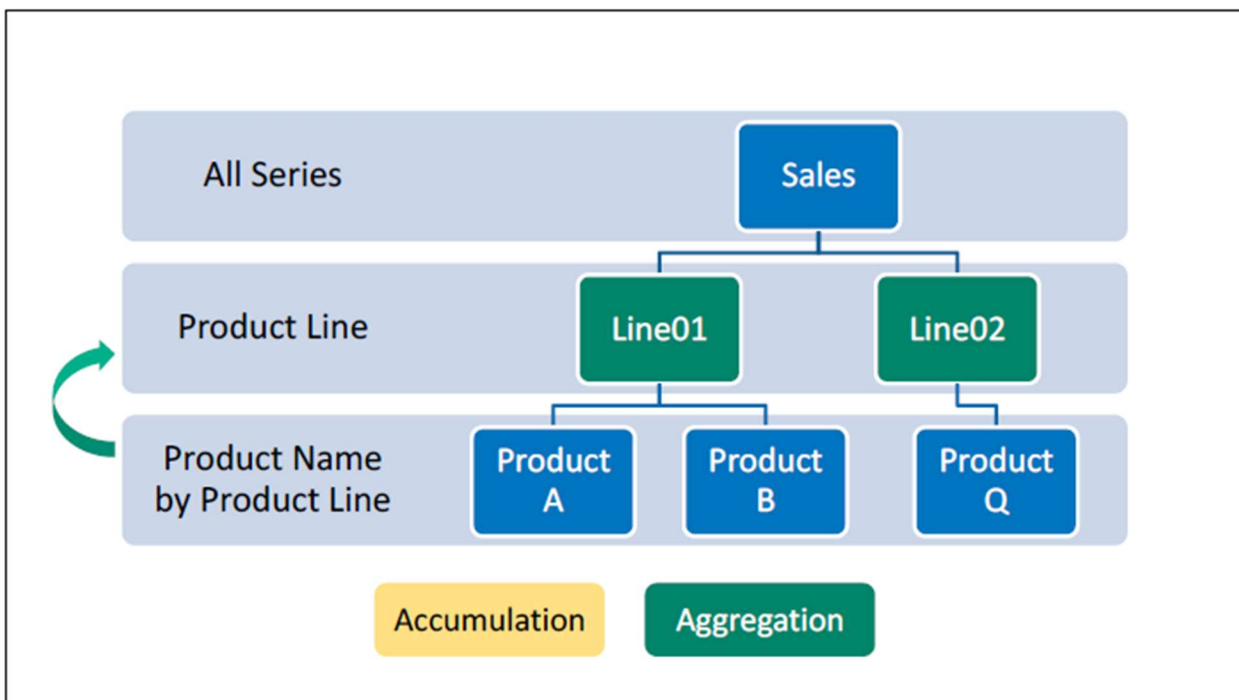 All Series
Sales
Product Line
Line01
Line02
Product Name
by Product Line
Product
A
Product
B
Product
Q
Accumulation
Aggregation